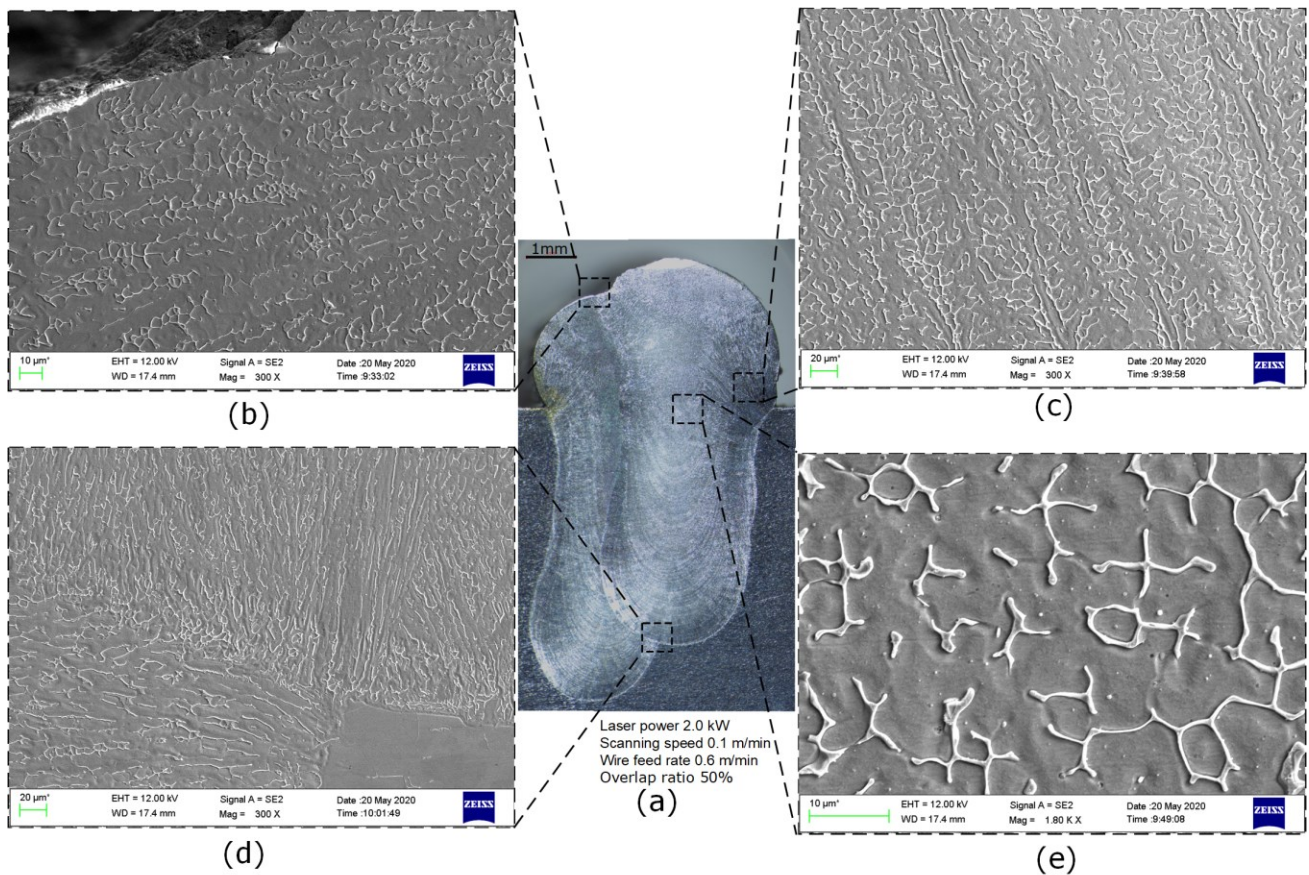 10 µm*
EHT = 12.00 kV
Signal A = SE2
Date :20 May 2020
WD = 17.4 mm
Mag = 300 X
Time :9:33:02
ZEISS
(b)
20 µm*
EHT = 12.00 kV
Signal A = SE2
Date :20 May 2020
WD = 17.4 mm
Mag = 300 X
Time :9:39:58
ZEISS
(c)
1mm
Laser power 2.0 kW
Scanning speed 0.1 m/min
Wire feed rate 0.6 m/min
Overlap ratio 50%
(a)
20 µm*
EHT = 12.00 kV
Signal A = SE2
Date :20 May 2020
WD = 17.4 mm
Mag = 300 X
Time :10:01:49
ZEISS
(d)
10 µm*
EHT = 12.00 kV
Signal A = SE2
Date :20 May 2020
WD = 17.4 mm
Mag = 1.80 K X
Time :9:49:08
ZEISS
(e)